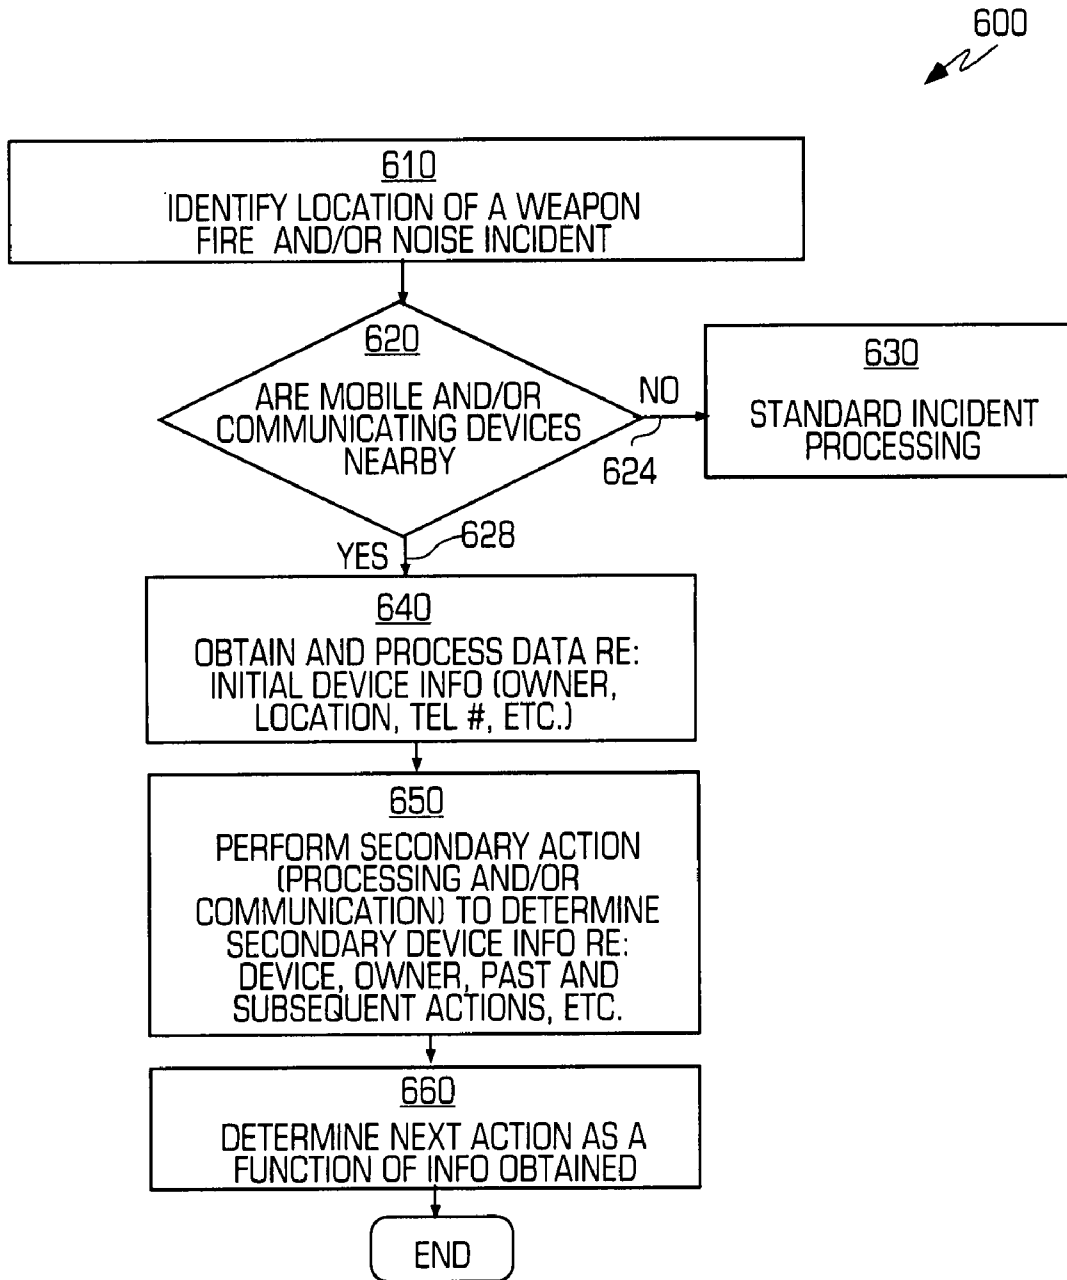 600
610
IDENTIFY LOCATION OF A WEAPON
FIRE AND/OR NOISE INCIDENT
620
ARE MOBILE AND/OR
COMMUNICATING DEVICES
NEARBY
NO
624
630
STANDARD INCIDENT
PROCESSING
YES
628
640
OBTAIN AND PROCESS DATA RE:
INITIAL DEVICE INFO (OWNER,
LOCATION, TEL #, ETC.)
650
PERFORM SECONDARY ACTION
(PROCESSING AND/OR
COMMUNICATION) TO DETERMINE
SECONDARY DEVICE INFO RE:
DEVICE, OWNER, PAST AND
SUBSEQUENT ACTIONS, ETC.
660
DETERMINE NEXT ACTION AS A
FUNCTION OF INFO OBTAINED
END